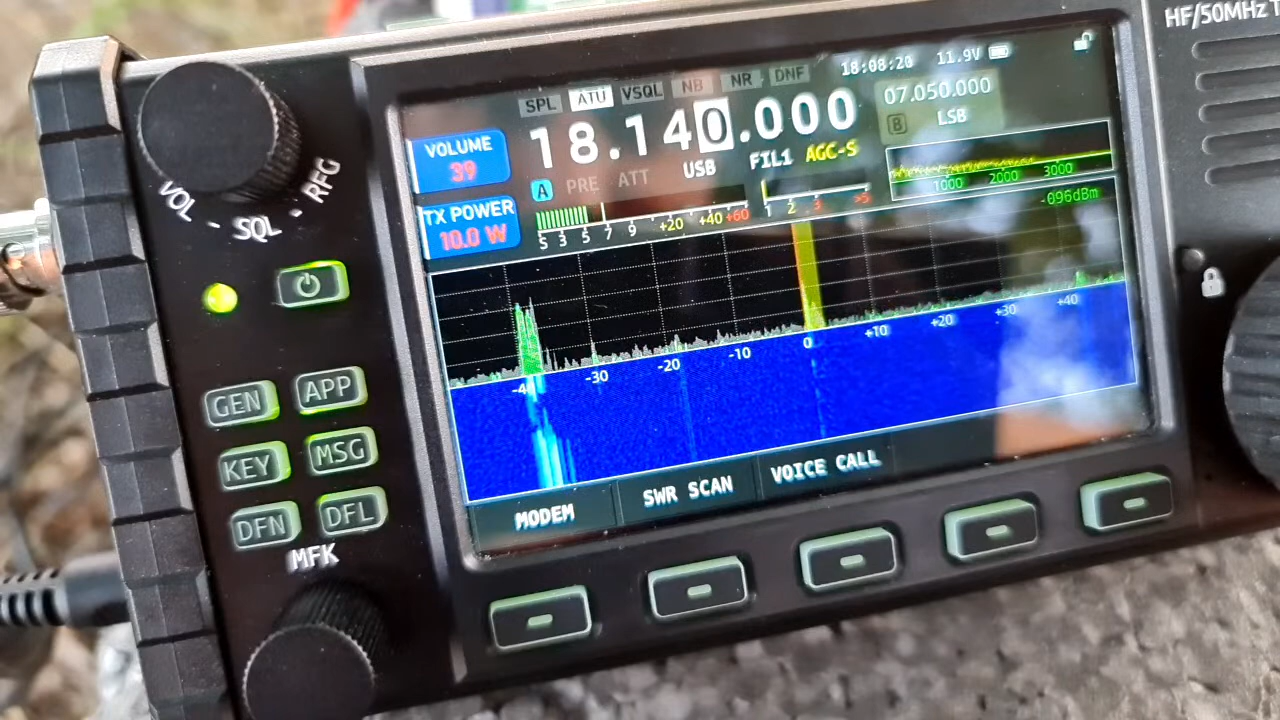 HF/50MHz T
18:08:20 11.9V
SPL ATU VSQL NB NR DNF
18.140.000
07.050.000
B LSB
VOLUME
39
USB FIL1 AGC-S
A PRE ATT
TX POWER
10.0 W
S 3 5 7 9 +20 +40 +60
1 2 3 >5
1000 2000 3000
-096dBm
-40 -30 -20 -10 0 +10 +20 +30 +40
MODEM SWR SCAN VOICE CALL
VOL - SQL - RFG
GEN APP
KEY MSG
DFN DFL
MFK